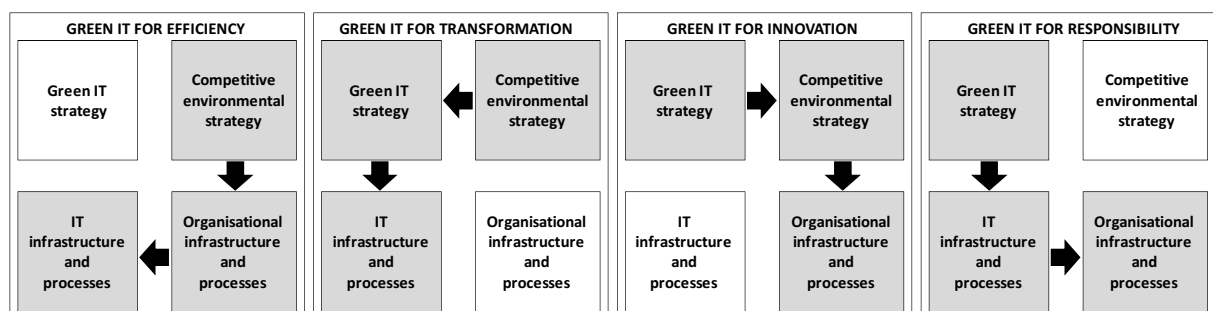 GREEN IT FOR EFFICIENCY
Green IT
strategy
Competitive
environmental
strategy
IT
infrastructure
and
processes
Organisational
infrastructure
and
processes
GREEN IT FOR TRANSFORMATION
Green IT
strategy
Competitive
environmental
strategy
IT
infrastructure
and
processes
Organisational
infrastructure
and
processes
GREEN IT FOR INNOVATION
Green IT
strategy
Competitive
environmental
strategy
IT
infrastructure
and
processes
Organisational
infrastructure
and
processes
GREEN IT FOR RESPONSIBILITY
Green IT
strategy
Competitive
environmental
strategy
IT
infrastructure
and
processes
Organisational
infrastructure
and
processes